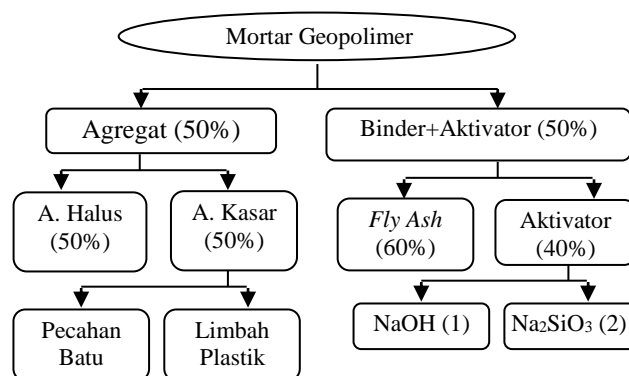 Mortar Geopolimer
Agregat (50%)
Binder+Aktivator (50%)
A. Halus
(50%)
A. Kasar
(50%)
Fly Ash
(60%)
Aktivator
(40%)
Pecahan
Batu
Limbah
Plastik
NaOH (1)
Na₂SiO₃ (2)